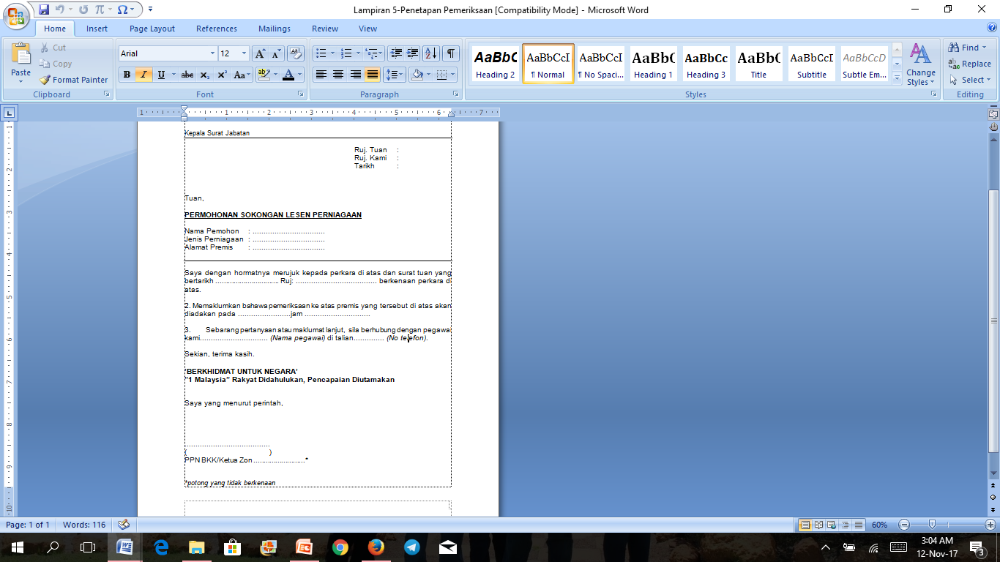 Lampiran 5-Penetapan Pemeriksaan [Compatibility Mode] - Microsoft Word
Home Insert Page Layout References Mailings Review View
Paste
Cut
Copy
Format Painter
Clipboard
Arial 12
Font
Paragraph
AaBbC AaBbCcI AaBbCcI AaBbC AaBbCc AaBbC AaBbCcI AaBbCcD
Heading 2 ¶ Normal ¶ No Spaci... Heading 1 Heading 3 Title Subtitle Subtle Em...
Change Styles
Styles
Find
Replace
Select
Editing
Kepala Surat Jabatan
Ruj. Tuan :
Ruj. Kami :
Tarikh :
Tuan,
PERMOHONAN SOKONGAN LESEN PERNIAGAAN
Nama Pemohon : .................................
Jenis Perniagaan : .................................
Alamat Premis : .................................
Saya dengan hormatnya merujuk kepada perkara di atas dan surat tuan yang
bertarikh ............................... Ruj: ..................................... berkenaan perkara di
atas.
2. Memaklumkan bahawa pemeriksaan ke atas premis yang tersebut di atas akan
diadakan pada ........................jam ..............................
3. Sebarang pertanyaan atau maklumat lanjut, sila berhubung dengan pegawai
kami............................... (Nama pegawai) di talian.............. (No telefon).
Sekian, terima kasih.
'BERKHIDMAT UNTUK NEGARA'
"1 Malaysia" Rakyat Didahulukan, Pencapaian Diutamakan
Saya yang menurut perintah,
.......................................
( )
PPN BKK/Ketua Zon .........................*
*potong yang tidak berkenaan
Page: 1 of 1 Words: 116 60%
3:04 AM
12-Nov-17
3